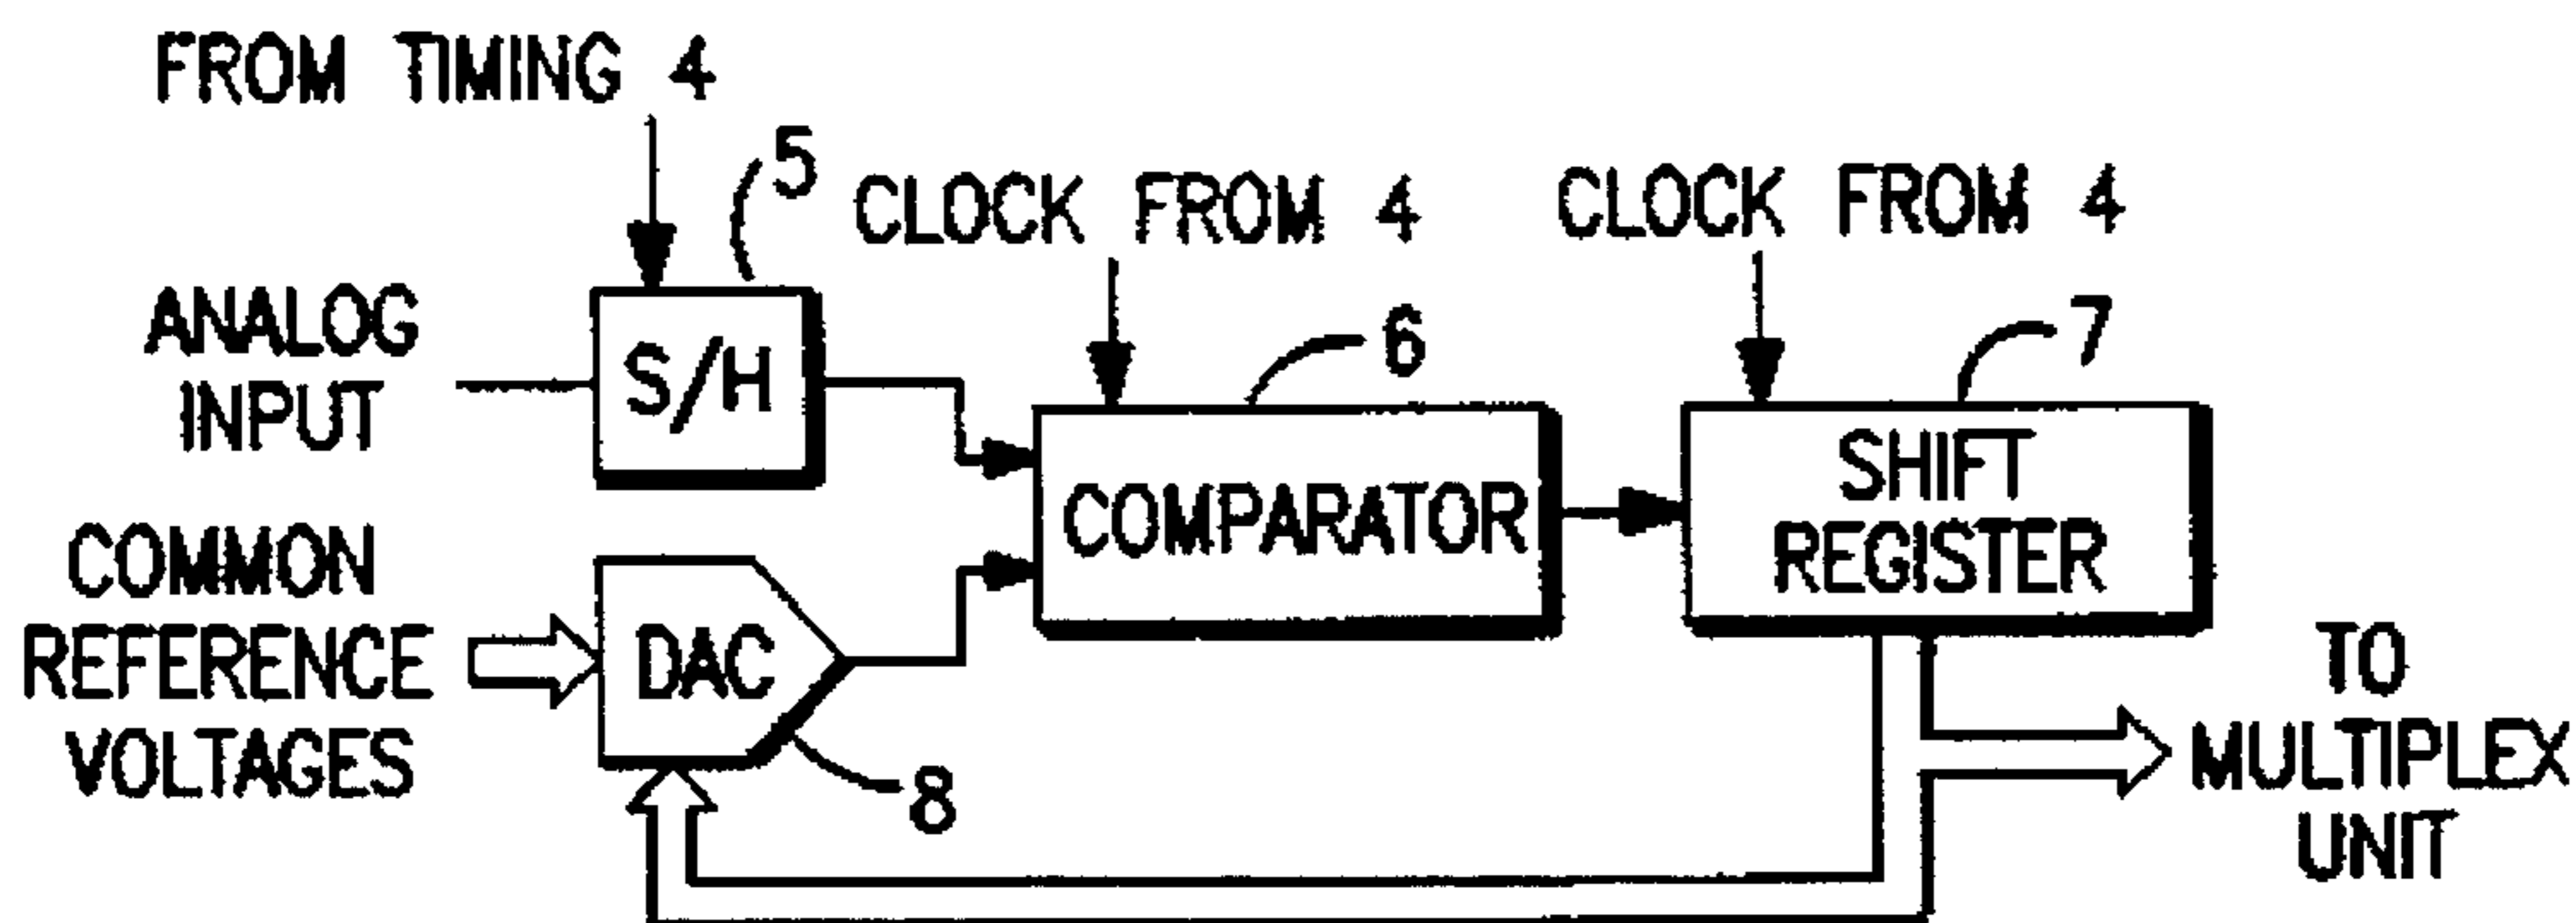 FROM TIMING 4
5
CLOCK FROM 4
CLOCK FROM 4
ANALOG
INPUT
S/H
6
7
COMPARATOR
SHIFT
REGISTER
COMMON
REFERENCE
VOLTAGES
DAC
8
TO
MULTIPLEX
UNIT